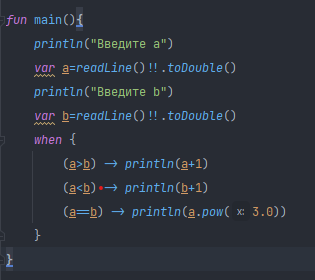 fun main(){
println("Введите a")
var a=readLine()!!.toDouble()
println("Введите b")
var b=readLine()!!.toDouble()
when {
(a>b) -> println(a+1)
(a<b) -> println(b+1)
(a==b) -> println(a.pow( x: 3.0))
}
}